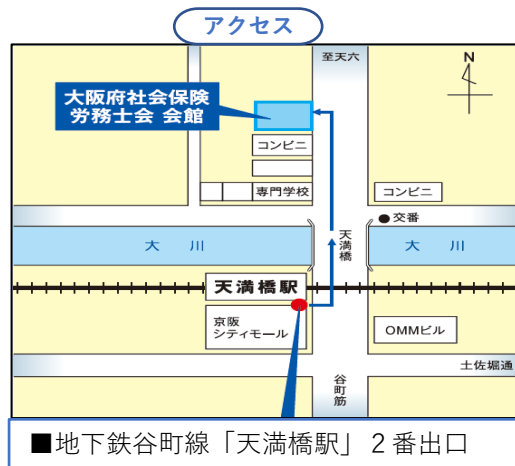 アクセス
至天六
N
大阪府社会保険
労務士会 会館
コンビニ
専門学校
コンビニ
交番
天満橋
大 川
大 川
天満橋駅
京阪
シティモール
OMMビル
土佐堀通
谷町筋
■地下鉄谷町線「天満橋駅」２番出口